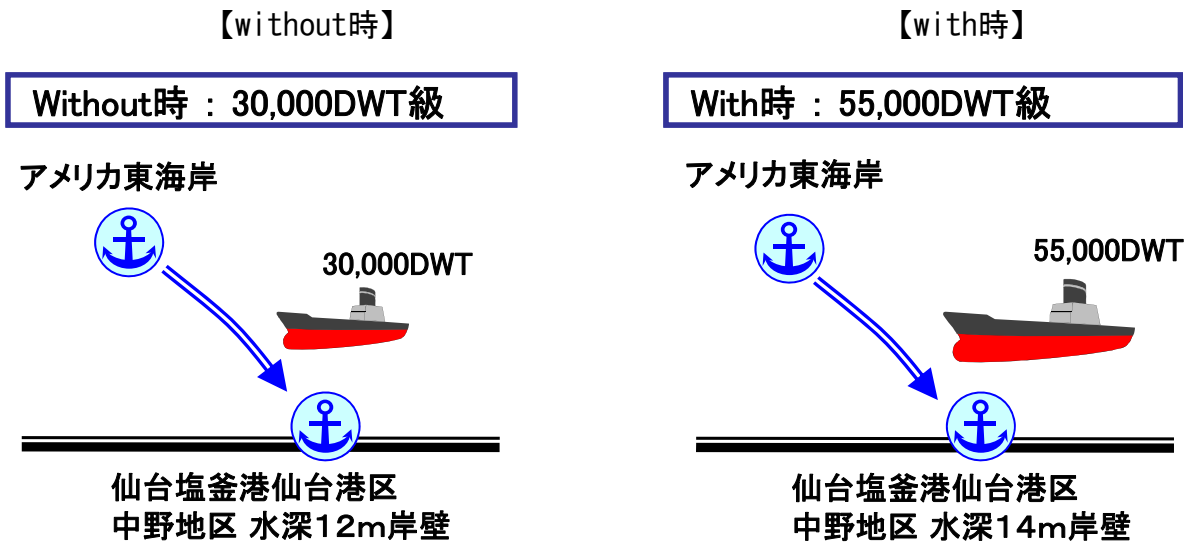 【without時】
Without時 : 30,000DWT級
アメリカ東海岸
30,000DWT
仙台塩釜港仙台港区
中野地区 水深12m岸壁
【with時】
With時 : 55,000DWT級
アメリカ東海岸
55,000DWT
仙台塩釜港仙台港区
中野地区 水深14m岸壁